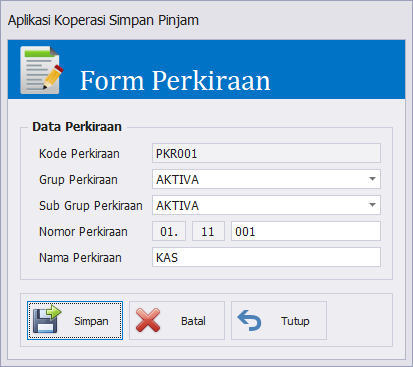 Aplikasi Koperasi Simpan Pinjam
Form Perkiraan
Data Perkiraan
Kode Perkiraan PKR001
Grup Perkiraan AKTIVA
Sub Grup Perkiraan AKTIVA
Nomor Perkiraan 01. 11 001
Nama Perkiraan KAS
Simpan Batal Tutup